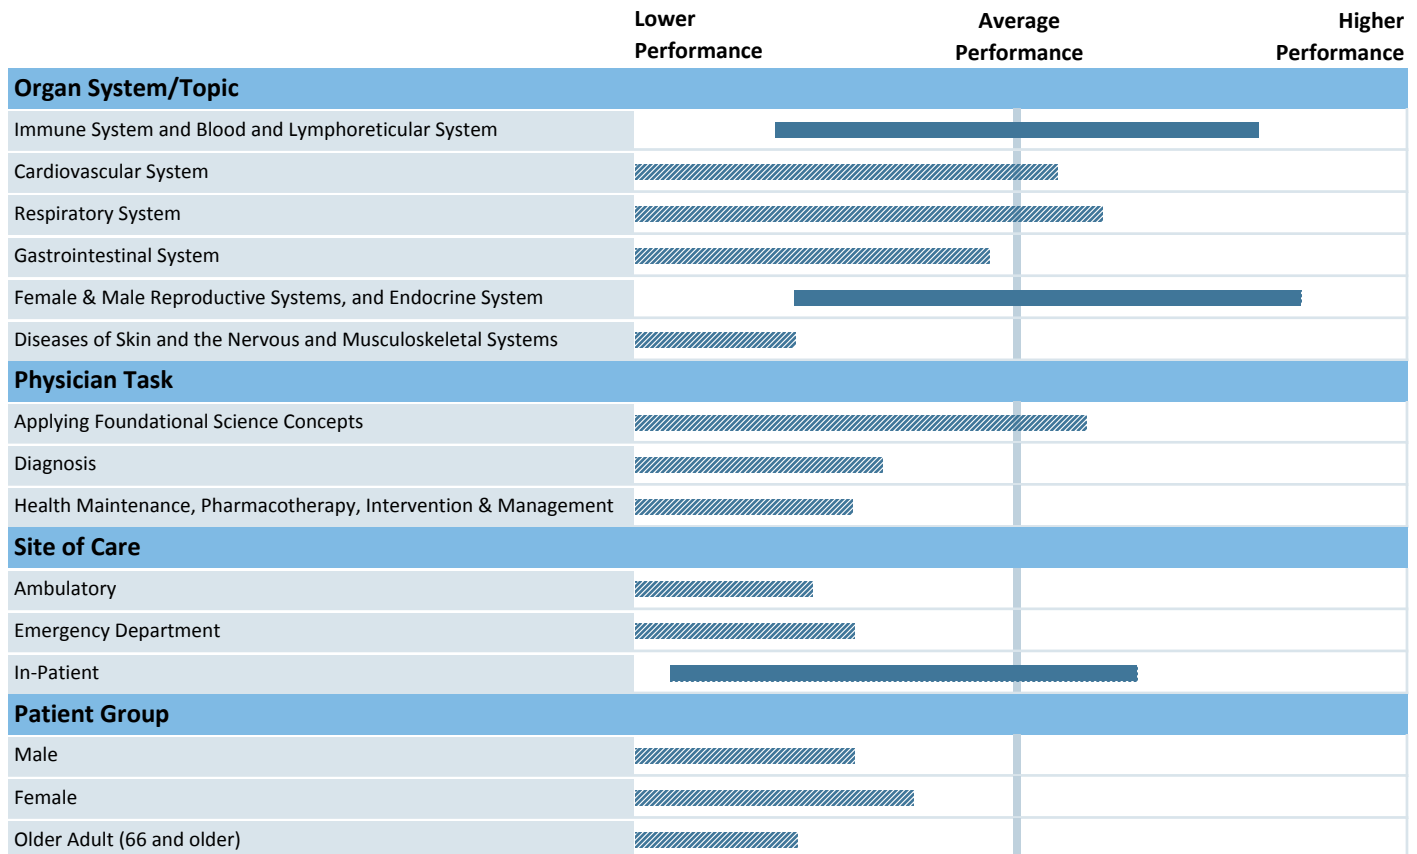 Lower Performance
Average Performance
Higher Performance
Organ System/Topic
Immune System and Blood and Lymphoreticular System
Cardiovascular System
Respiratory System
Gastrointestinal System
Female & Male Reproductive Systems, and Endocrine System
Diseases of Skin and the Nervous and Musculoskeletal Systems
Physician Task
Applying Foundational Science Concepts
Diagnosis
Health Maintenance, Pharmacotherapy, Intervention & Management
Site of Care
Ambulatory
Emergency Department
In-Patient
Patient Group
Male
Female
Older Adult (66 and older)